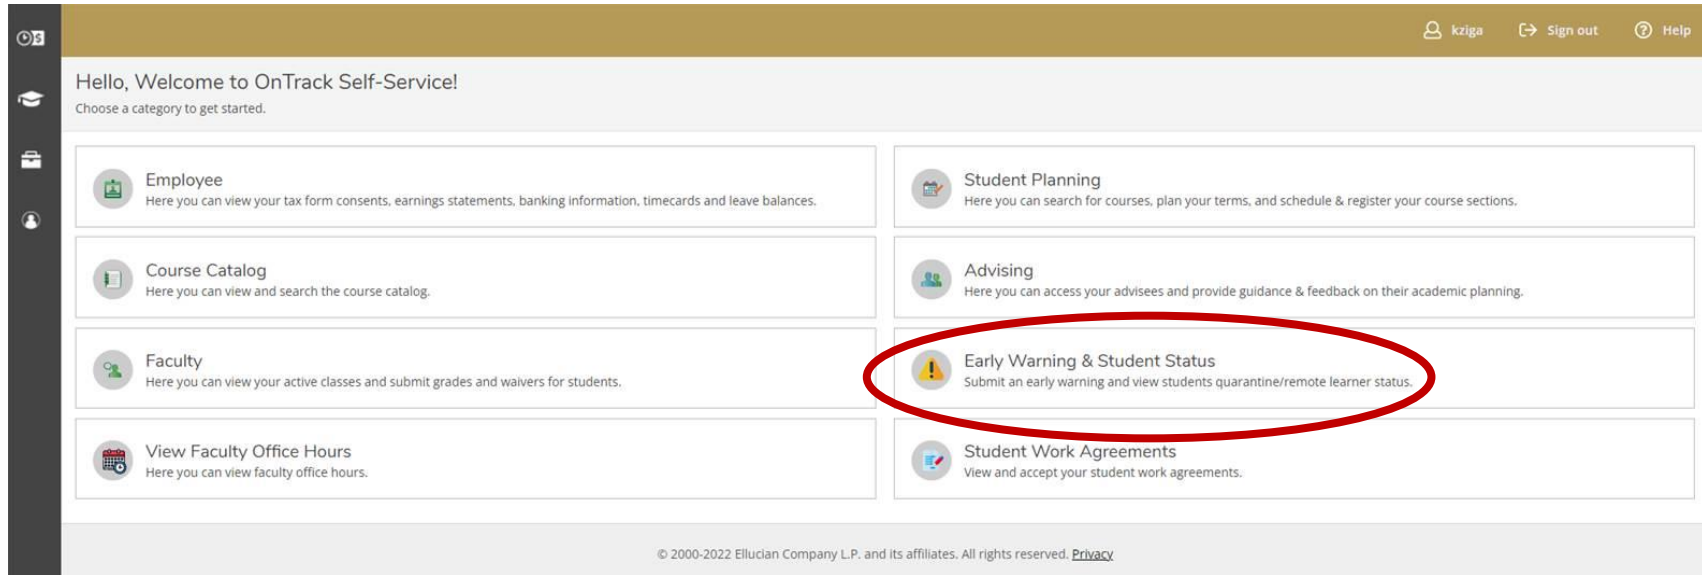 kziga
Sign out
Help
Hello, Welcome to OnTrack Self-Service!
Choose a category to get started.
Employee
Here you can view your tax form consents, earnings statements, banking information, timecards and leave balances.
Student Planning
Here you can search for courses, plan your terms, and schedule & register your course sections.
Course Catalog
Here you can view and search the course catalog.
Advising
Here you can access your advisees and provide guidance & feedback on their academic planning.
Faculty
Here you can view your active classes and submit grades and waivers for students.
Early Warning & Student Status
Submit an early warning and view students quarantine/remote learner status.
View Faculty Office Hours
Here you can view faculty office hours.
Student Work Agreements
View and accept your student work agreements.
© 2000-2022 Ellucian Company L.P. and its affiliates. All rights reserved. Privacy